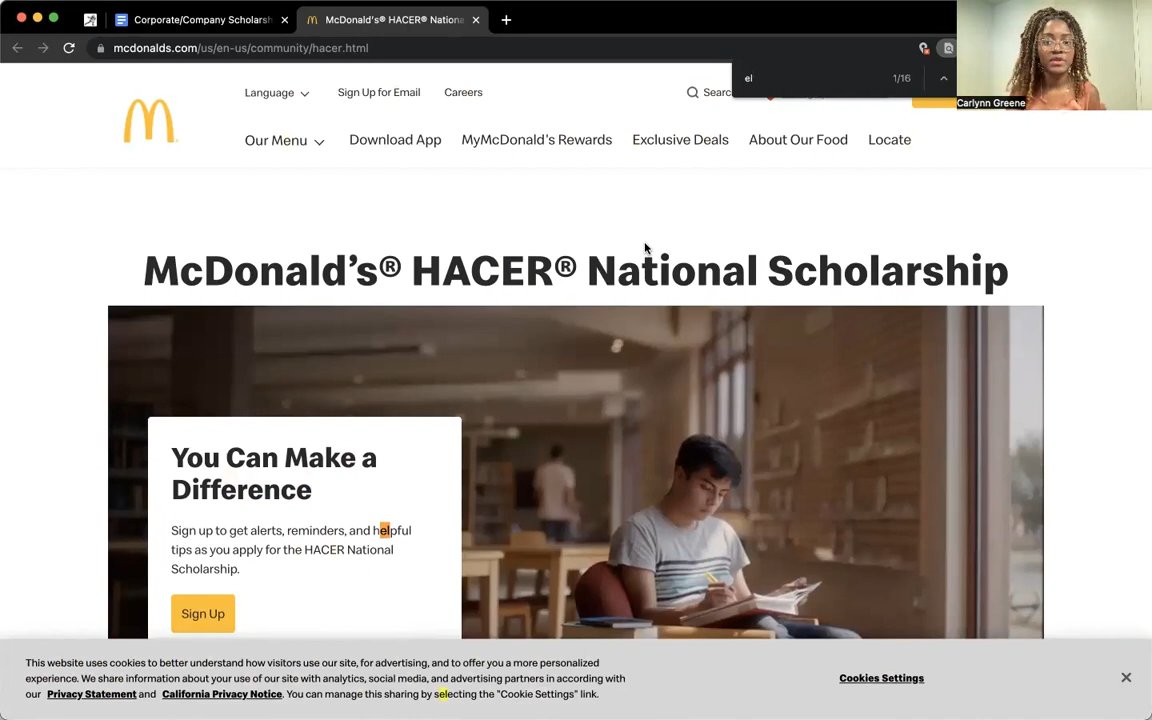 Corporate/Company Scholarsh
McDonald's® HACER® Nationa
mcdonalds.com/us/en-us/community/hacer.html
el
1/16
Carlynn Greene
Language
Sign Up for Email
Careers
Searc
Our Menu
Download App
MyMcDonald's Rewards
Exclusive Deals
About Our Food
Locate
McDonald's® HACER® National Scholarship
You Can Make a
Difference
Sign up to get alerts, reminders, and helpful
tips as you apply for the HACER National
Scholarship.
Sign Up
This website uses cookies to better understand how visitors use our site, for advertising, and to offer you a more personalized
experience. We share information about your use of our site with analytics, social media, and advertising partners in according with
our Privacy Statement and California Privacy Notice. You can manage this sharing by selecting the "Cookie Settings" link.
Cookies Settings